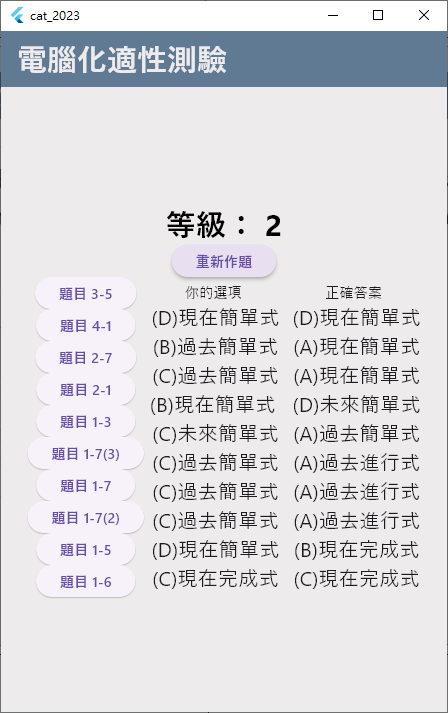 cat_2023
電腦化適性測驗
等級： 2
重新作題
你的選項 正確答案
題目 3-5 (D)現在簡單式 (D)現在簡單式
題目 4-1 (B)過去簡單式 (A)現在簡單式
題目 2-7 (C)過去簡單式 (A)現在簡單式
題目 2-1 (B)現在簡單式 (D)未來簡單式
題目 1-3 (C)未來簡單式 (A)過去簡單式
題目 1-7(3) (C)過去簡單式 (A)過去進行式
題目 1-7 (C)過去簡單式 (A)過去進行式
題目 1-7(2) (C)過去簡單式 (A)過去進行式
題目 1-5 (D)現在簡單式 (B)現在完成式
題目 1-6 (C)現在完成式 (C)現在完成式